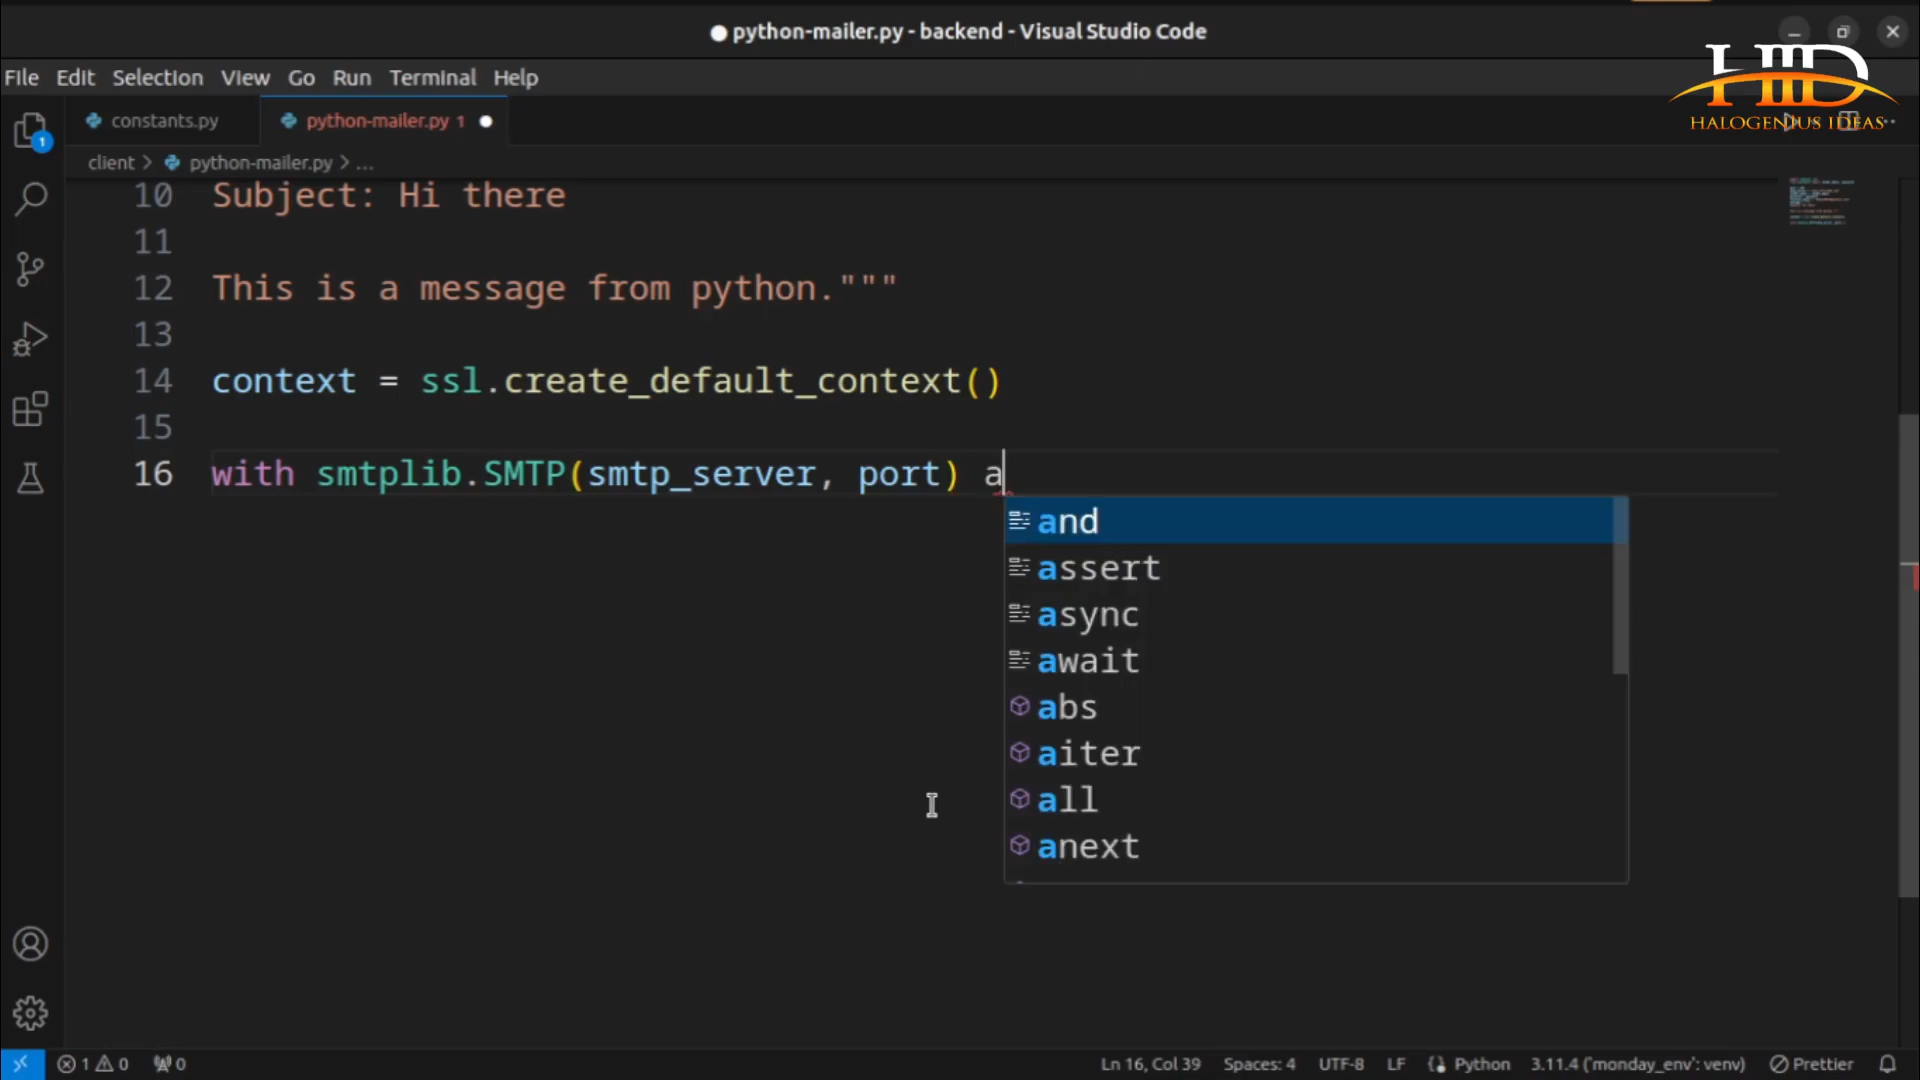 python-mailer.py - backend - Visual Studio Code
File Edit Selection View Go Run Terminal Help
HID
HALOGENIUS IDEAS
constants.py
python-mailer.py 1
client > python-mailer.py > ...
10 Subject: Hi there
11
12 This is a message from python."""
13
14 context = ssl.create_default_context()
15
16 with smtplib.SMTP(smtp_server, port) a
and
assert
async
await
abs
aiter
all
anext
1 0 0 Ln 16, Col 39 Spaces: 4 UTF-8 LF Python 3.11.4 ('monday_env': venv) Prettier
1